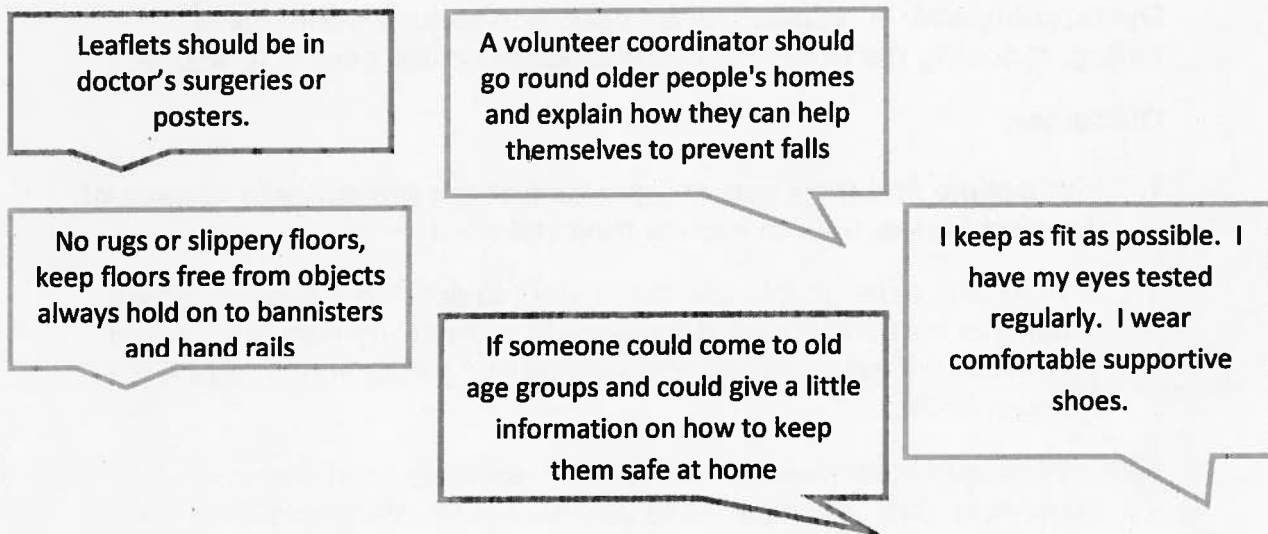 Leaflets should be in
doctor's surgeries or
posters.
A volunteer coordinator should
go round older people's homes
and explain how they can help
themselves to prevent falls
No rugs or slippery floors,
keep floors free from objects
always hold on to bannisters
and hand rails
If someone could come to old
age groups and could give a little
information on how to keep
them safe at home
I keep as fit as possible. I
have my eyes tested
regularly. I wear
comfortable supportive
shoes.